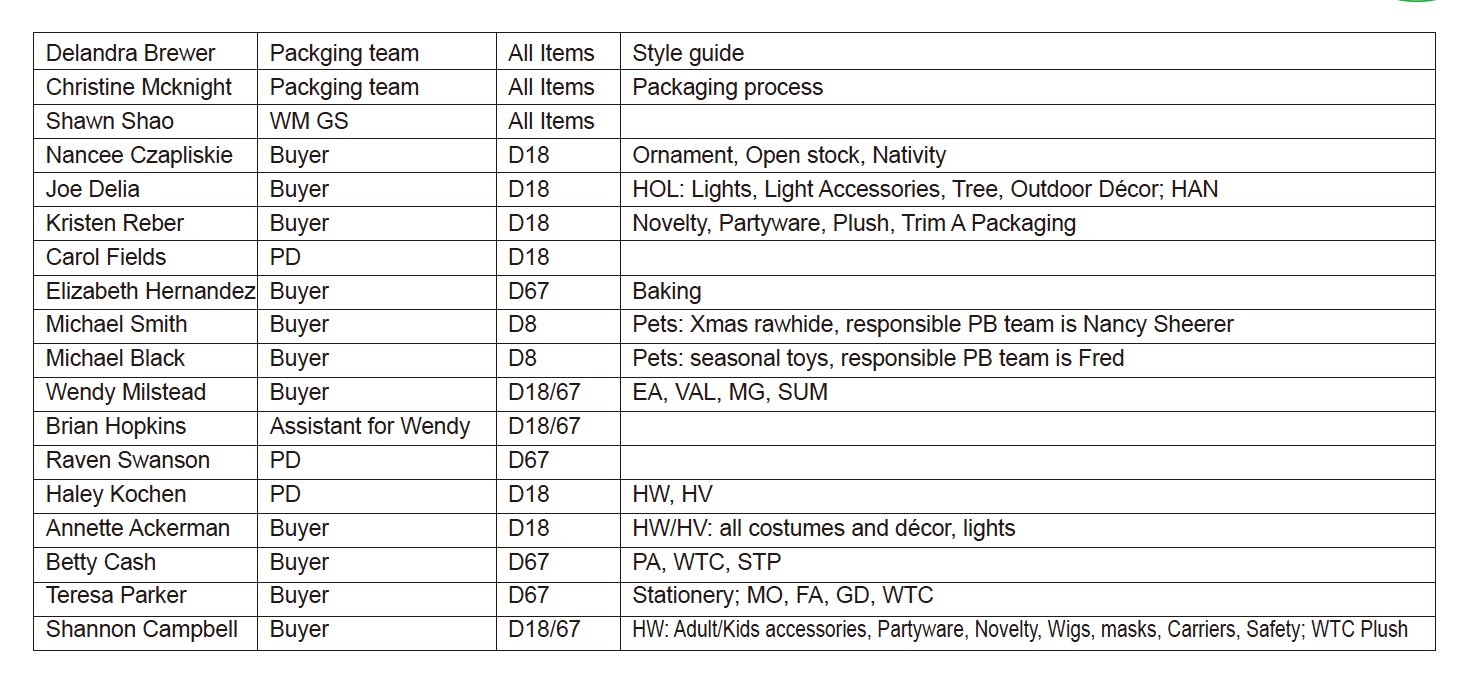 Delandra Brewer Packging team All Items Style guide
Christine Mcknight Packging team All Items Packaging process
Shawn Shao WM GS All Items
Nancee Czapliskie Buyer D18 Ornament, Open stock, Nativity
Joe Delia Buyer D18 HOL: Lights, Light Accessories, Tree, Outdoor Décor; HAN
Kristen Reber Buyer D18 Novelty, Partyware, Plush, Trim A Packaging
Carol Fields PD D18
Elizabeth Hernandez Buyer D67 Baking
Michael Smith Buyer D8 Pets: Xmas rawhide, responsible PB team is Nancy Sheerer
Michael Black Buyer D8 Pets: seasonal toys, responsible PB team is Fred
Wendy Milstead Buyer D18/67 EA, VAL, MG, SUM
Brian Hopkins Assistant for Wendy D18/67
Raven Swanson PD D67
Haley Kochen PD D18 HW, HV
Annette Ackerman Buyer D18 HW/HV: all costumes and décor, lights
Betty Cash Buyer D67 PA, WTC, STP
Teresa Parker Buyer D67 Stationery; MO, FA, GD, WTC
Shannon Campbell Buyer D18/67 HW: Adult/Kids accessories, Partyware, Novelty, Wigs, masks, Carriers, Safety; WTC Plush